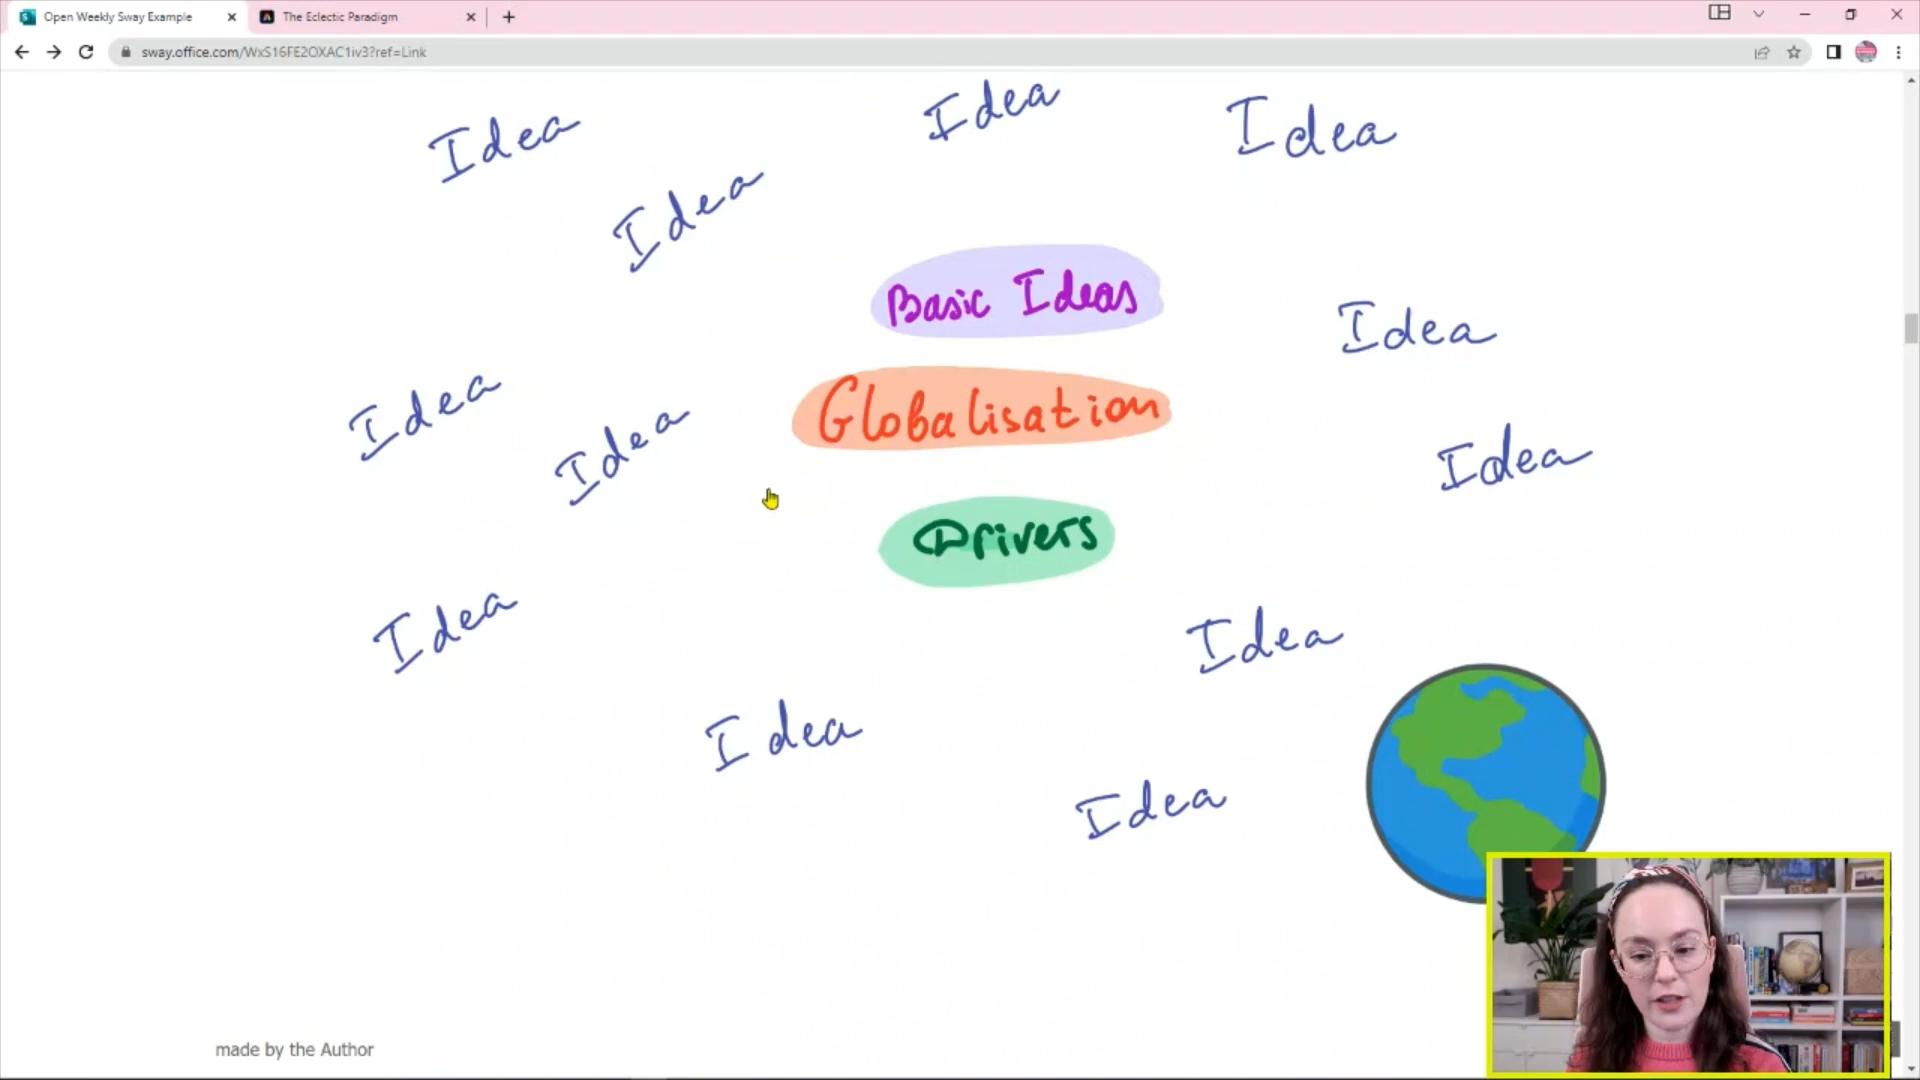 Open Weekly Sway Example
The Eclectic Paradigm
sway.office.com/WxS16FE2OXAC1iv3?ref=Link
Idea
Idea
Idea
Idea
Basic Ideas
Idea
Globalisation
Idea
Idea
Idea
Drivers
Idea
Idea
Idea
Idea
made by the Author